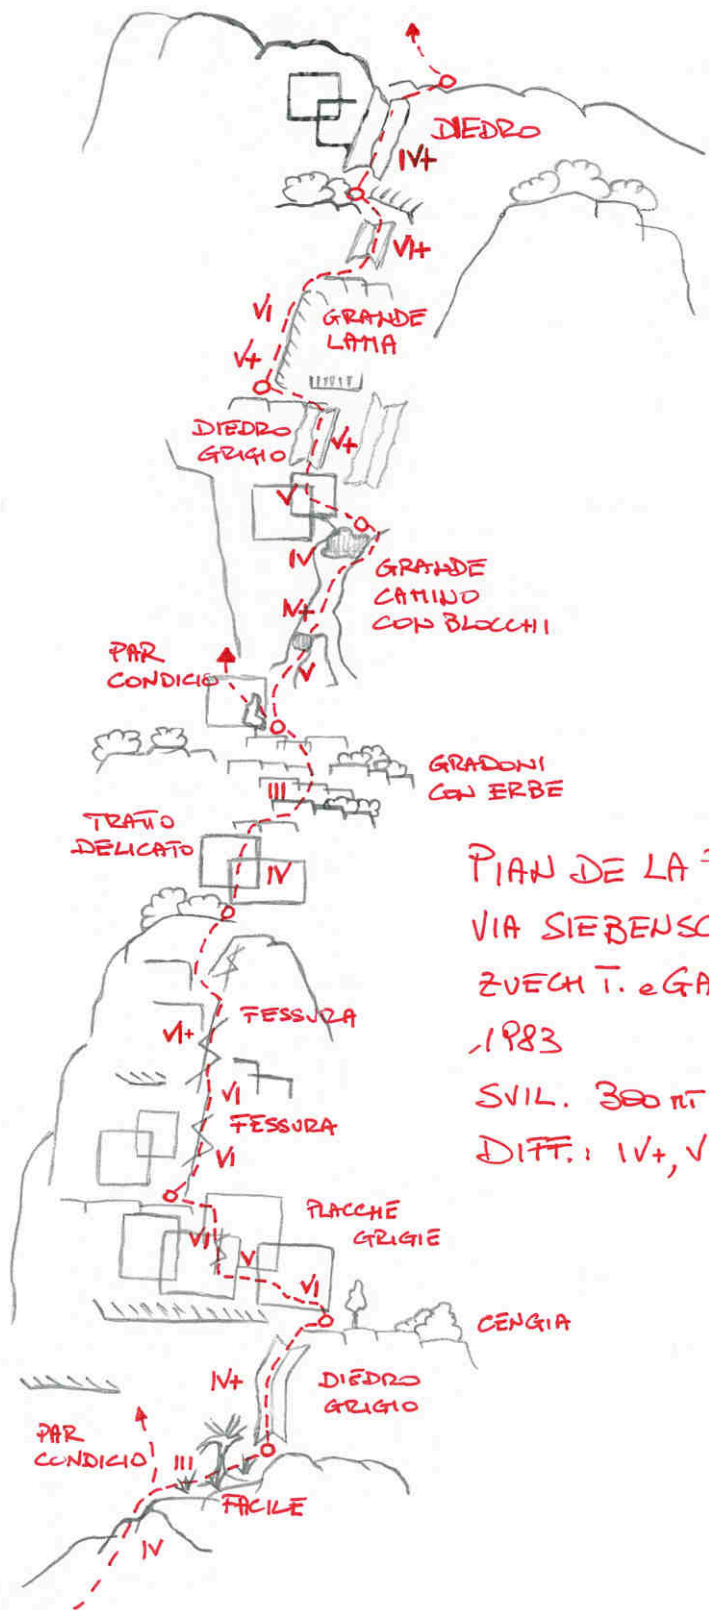 DIEDRO
IV+
VI+
VI
GRANDE
LAMA
V+
DIEDRO
GRIGIO
V+
V
IV
GRANDE
CAMINO
CON BLOCCHI
IV+
PAR
CONDICIO
V
GRADONI
CON ERBE
III
TRATTO
DELICATO
IV
FESSURA
VI+
VI
FESSURA
VI
PLACCHE
GRIGIE
VI
V
VI
CENGIA
IV+
DIEDRO
GRIGIO
PAR
CONDICIO
III
FACILE
IV
PIAN DE LA
VIA SIEBENSC
ZUECH T. e GA
1983
SVIL. 300 MT
DIFF.: IV+, V